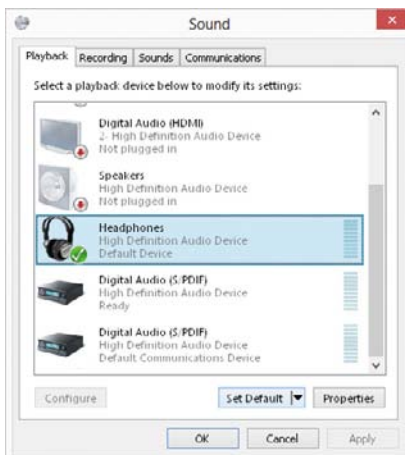 Sound
Playback Recording Sounds Communications
Select a playback device below to modify its settings:
Digital Audio (HDMI)
2- High Definition Audio Device
Not plugged in
Speakers
High Definition Audio Device
Not plugged in
Headphones
High Definition Audio Device
Default Device
Digital Audio (S/PDIF)
High Definition Audio Device
Ready
Digital Audio (S/PDIF)
High Definition Audio Device
Default Communications Device
Configure Set Default Properties
OK Cancel Apply